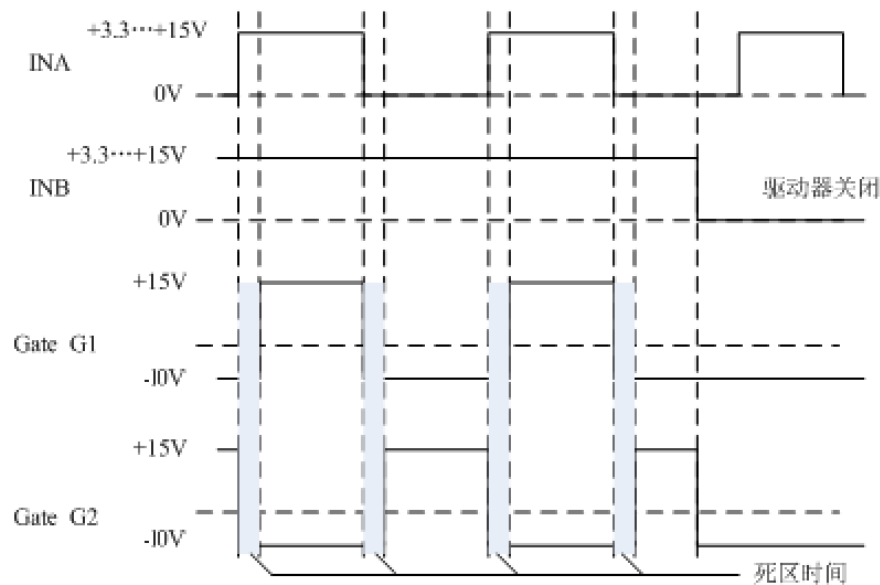 +3.3···+15V
INA
0V
+3.3···+15V
INB
驱动器关闭
0V
+15V
Gate G1
-10V
+15V
Gate G2
-10V
死区时间